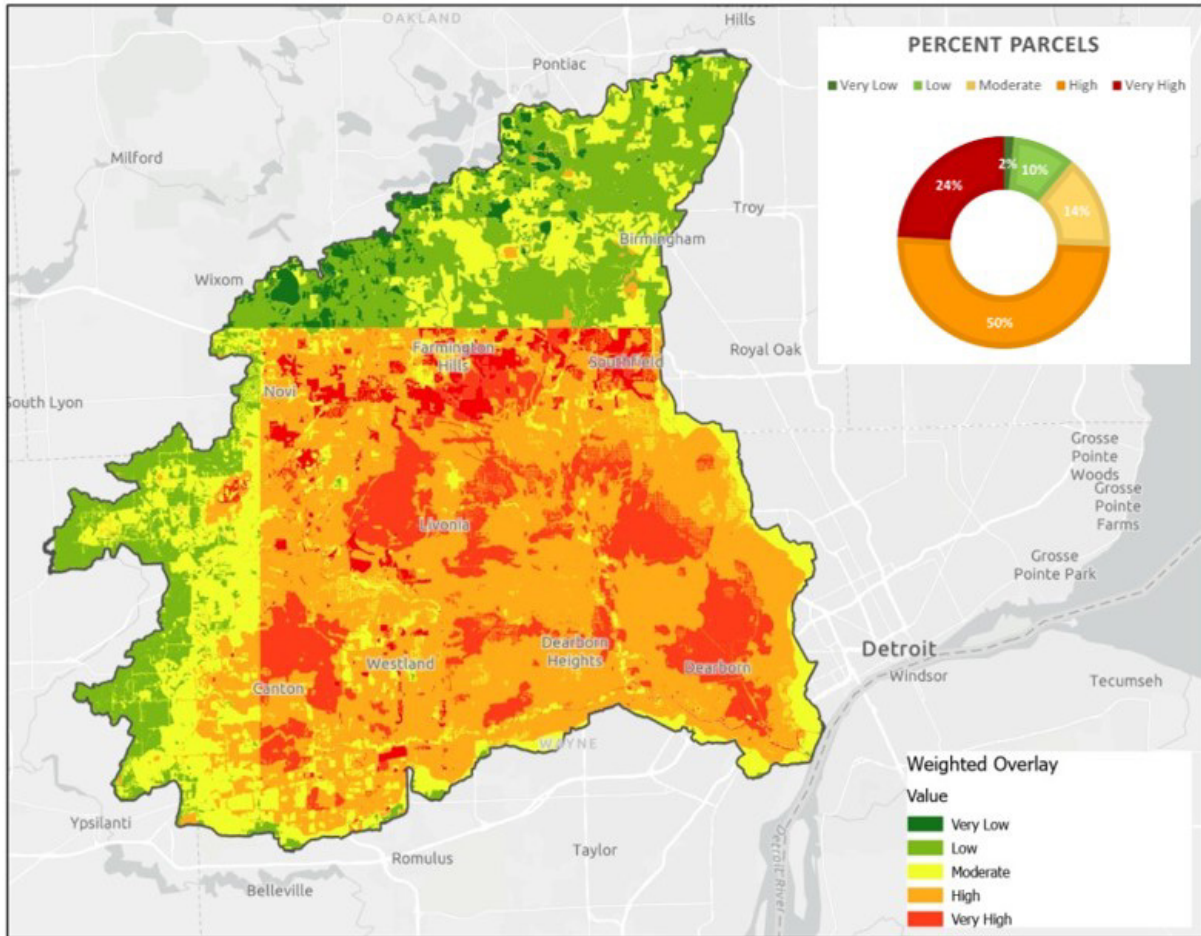 OAKLAND
Hills
Pontiac
Milford
Troy
Birmingham
Wixom
Royal Oak
Farmington
Hills
Southfield
Novi
South Lyon
Grosse
Pointe
Woods
Grosse
Pointe
Farms
Livonia
Grosse
Pointe Park
Dearborn
Heights
Westland
Dearborn
Detroit
Windsor
Tecumseh
Canton
WAYNE
Ypsilanti
Romulus
Taylor
Belleville
Detroit River
PERCENT PARCELS
Very Low Low Moderate High Very High
2%
10%
24%
14%
50%
Weighted Overlay
Value
Very Low
Low
Moderate
High
Very High